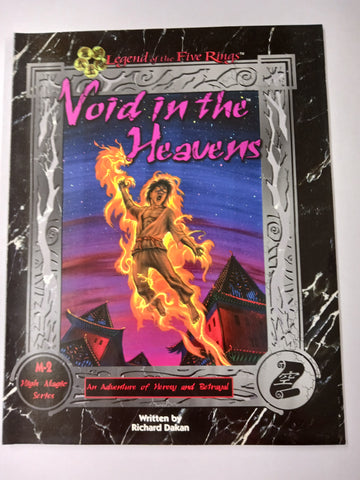 Legend of the Five Rings
Void in the
Heavens
M-2
High Magic
Series
An Adventure of Heresy and Betrayal
空
Written by
Richard Dakan